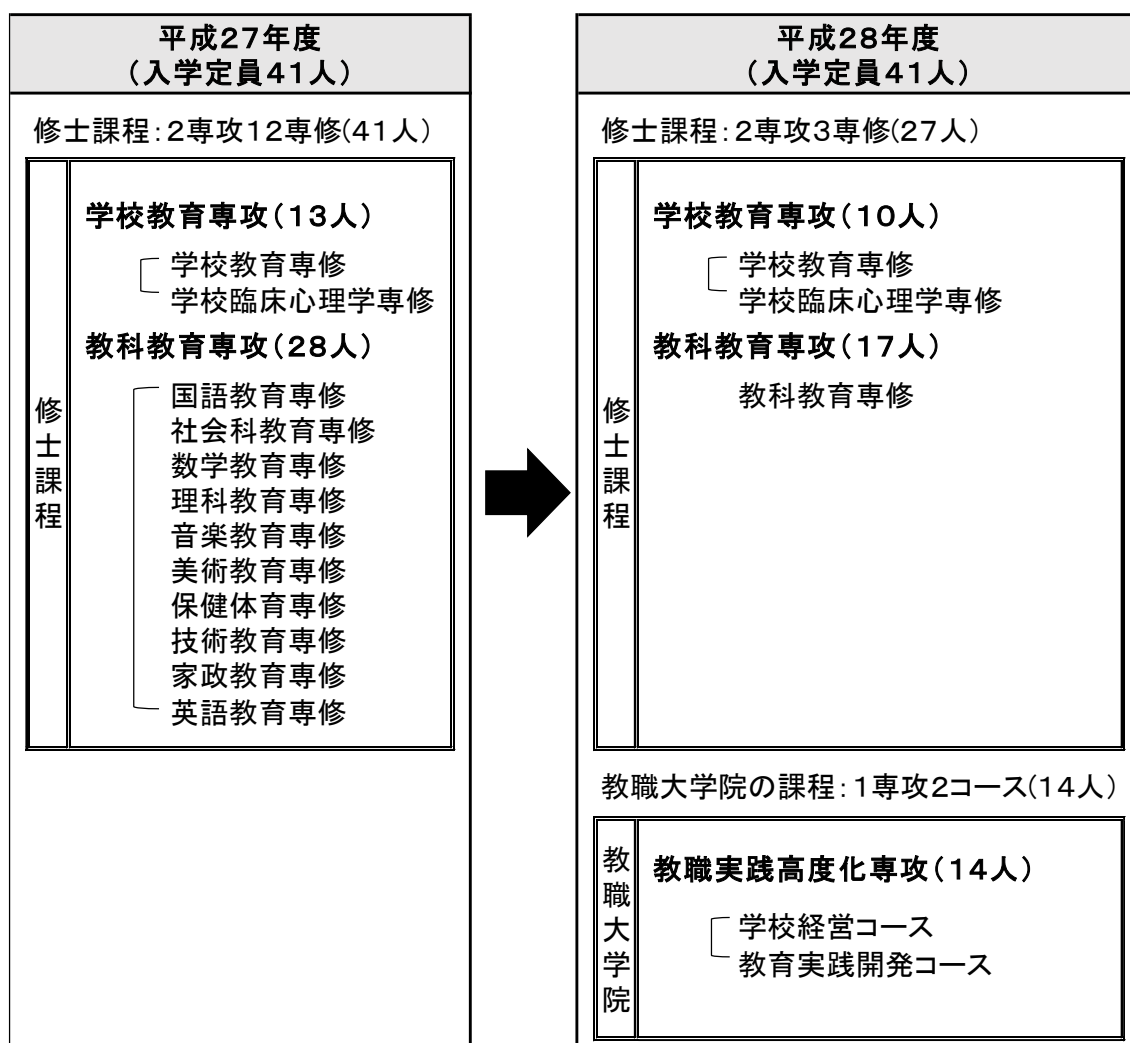 平成27年度
(入学定員41人)
修士課程:2専攻12専修(41人)
修士課程
学校教育専攻(13人)
学校教育専修
学校臨床心理学専修
教科教育専攻(28人)
国語教育専修
社会科教育専修
数学教育専修
理科教育専修
音楽教育専修
美術教育専修
保健体育専修
技術教育専修
家政教育専修
英語教育専修
平成28年度
(入学定員41人)
修士課程:2専攻3専修(27人)
修士課程
学校教育専攻(10人)
学校教育専修
学校臨床心理学専修
教科教育専攻(17人)
教科教育専修
教職大学院の課程:1専攻2コース(14人)
教職大学院
教職実践高度化専攻(14人)
学校経営コース
教育実践開発コース